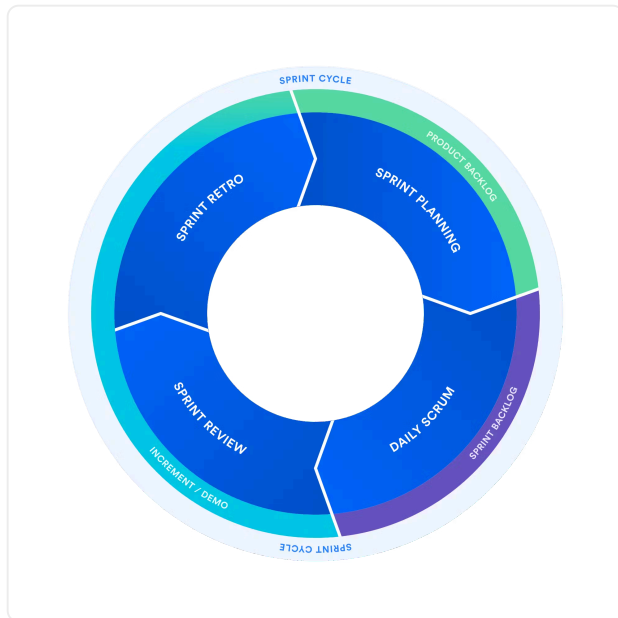 SPRINT CYCLE
PRODUCT BACKLOG
SPRINT PLANNING
SPRINT RETRO
DAILY SCRUM
SPRINT BACKLOG
SPRINT REVIEW
INCREMENT / DEMO
SPRINT CYCLE